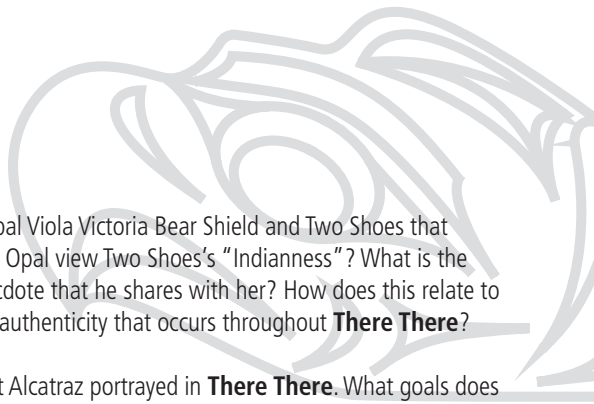 pal Viola Victoria Bear Shield and Two Shoes that
Opal view Two Shoes's “Indianness”? What is the
cdote that he shares with her? How does this relate to
authenticity that occurs throughout There There?
t Alcatraz portrayed in There There. What goals does